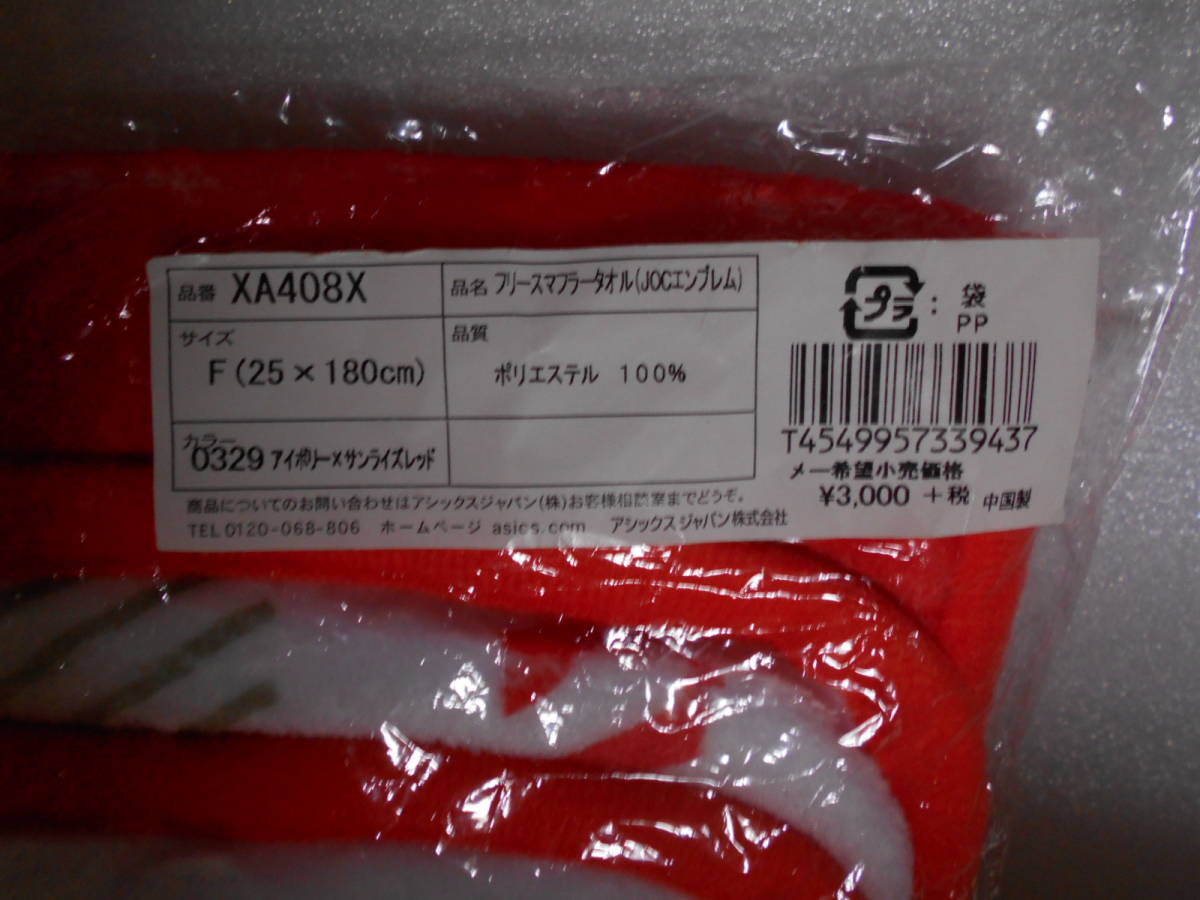 品番 XA408X
品名 フリースマフラータオル(JOCエンブレム)
サイズ
F(25×180cm)
品質
ポリエステル 100%
カラー
0329 アイボリー×サンライズレッド
商品についてのお問い合わせはアシックスジャパン(株)お客様相談室までどうぞ。
TEL 0120-068-806 ホームページ asics.com アシックスジャパン株式会社
プラ : 袋
PP
T4549957339437
メー希望小売価格
¥3,000 +税 中国製